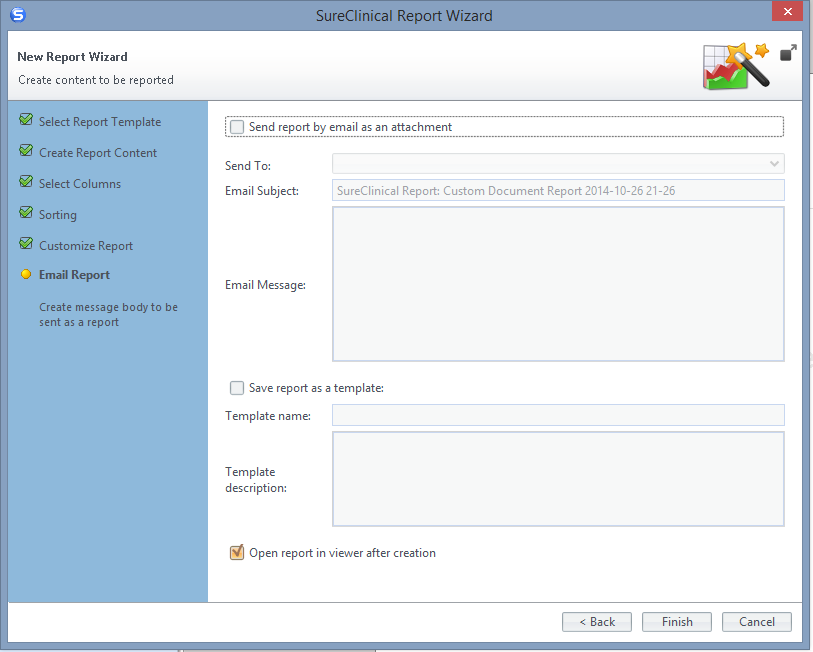 S
SureClinical Report Wizard
New Report Wizard
Create content to be reported
Select Report Template
Create Report Content
Select Columns
Sorting
Customize Report
Email Report
Create message body to be
sent as a report
Send report by email as an attachment
Send To:
Email Subject:
SureClinical Report: Custom Document Report 2014-10-26 21-26
Email Message:
Save report as a template:
Template name:
Template
description:
Open report in viewer after creation
< Back
Finish
Cancel